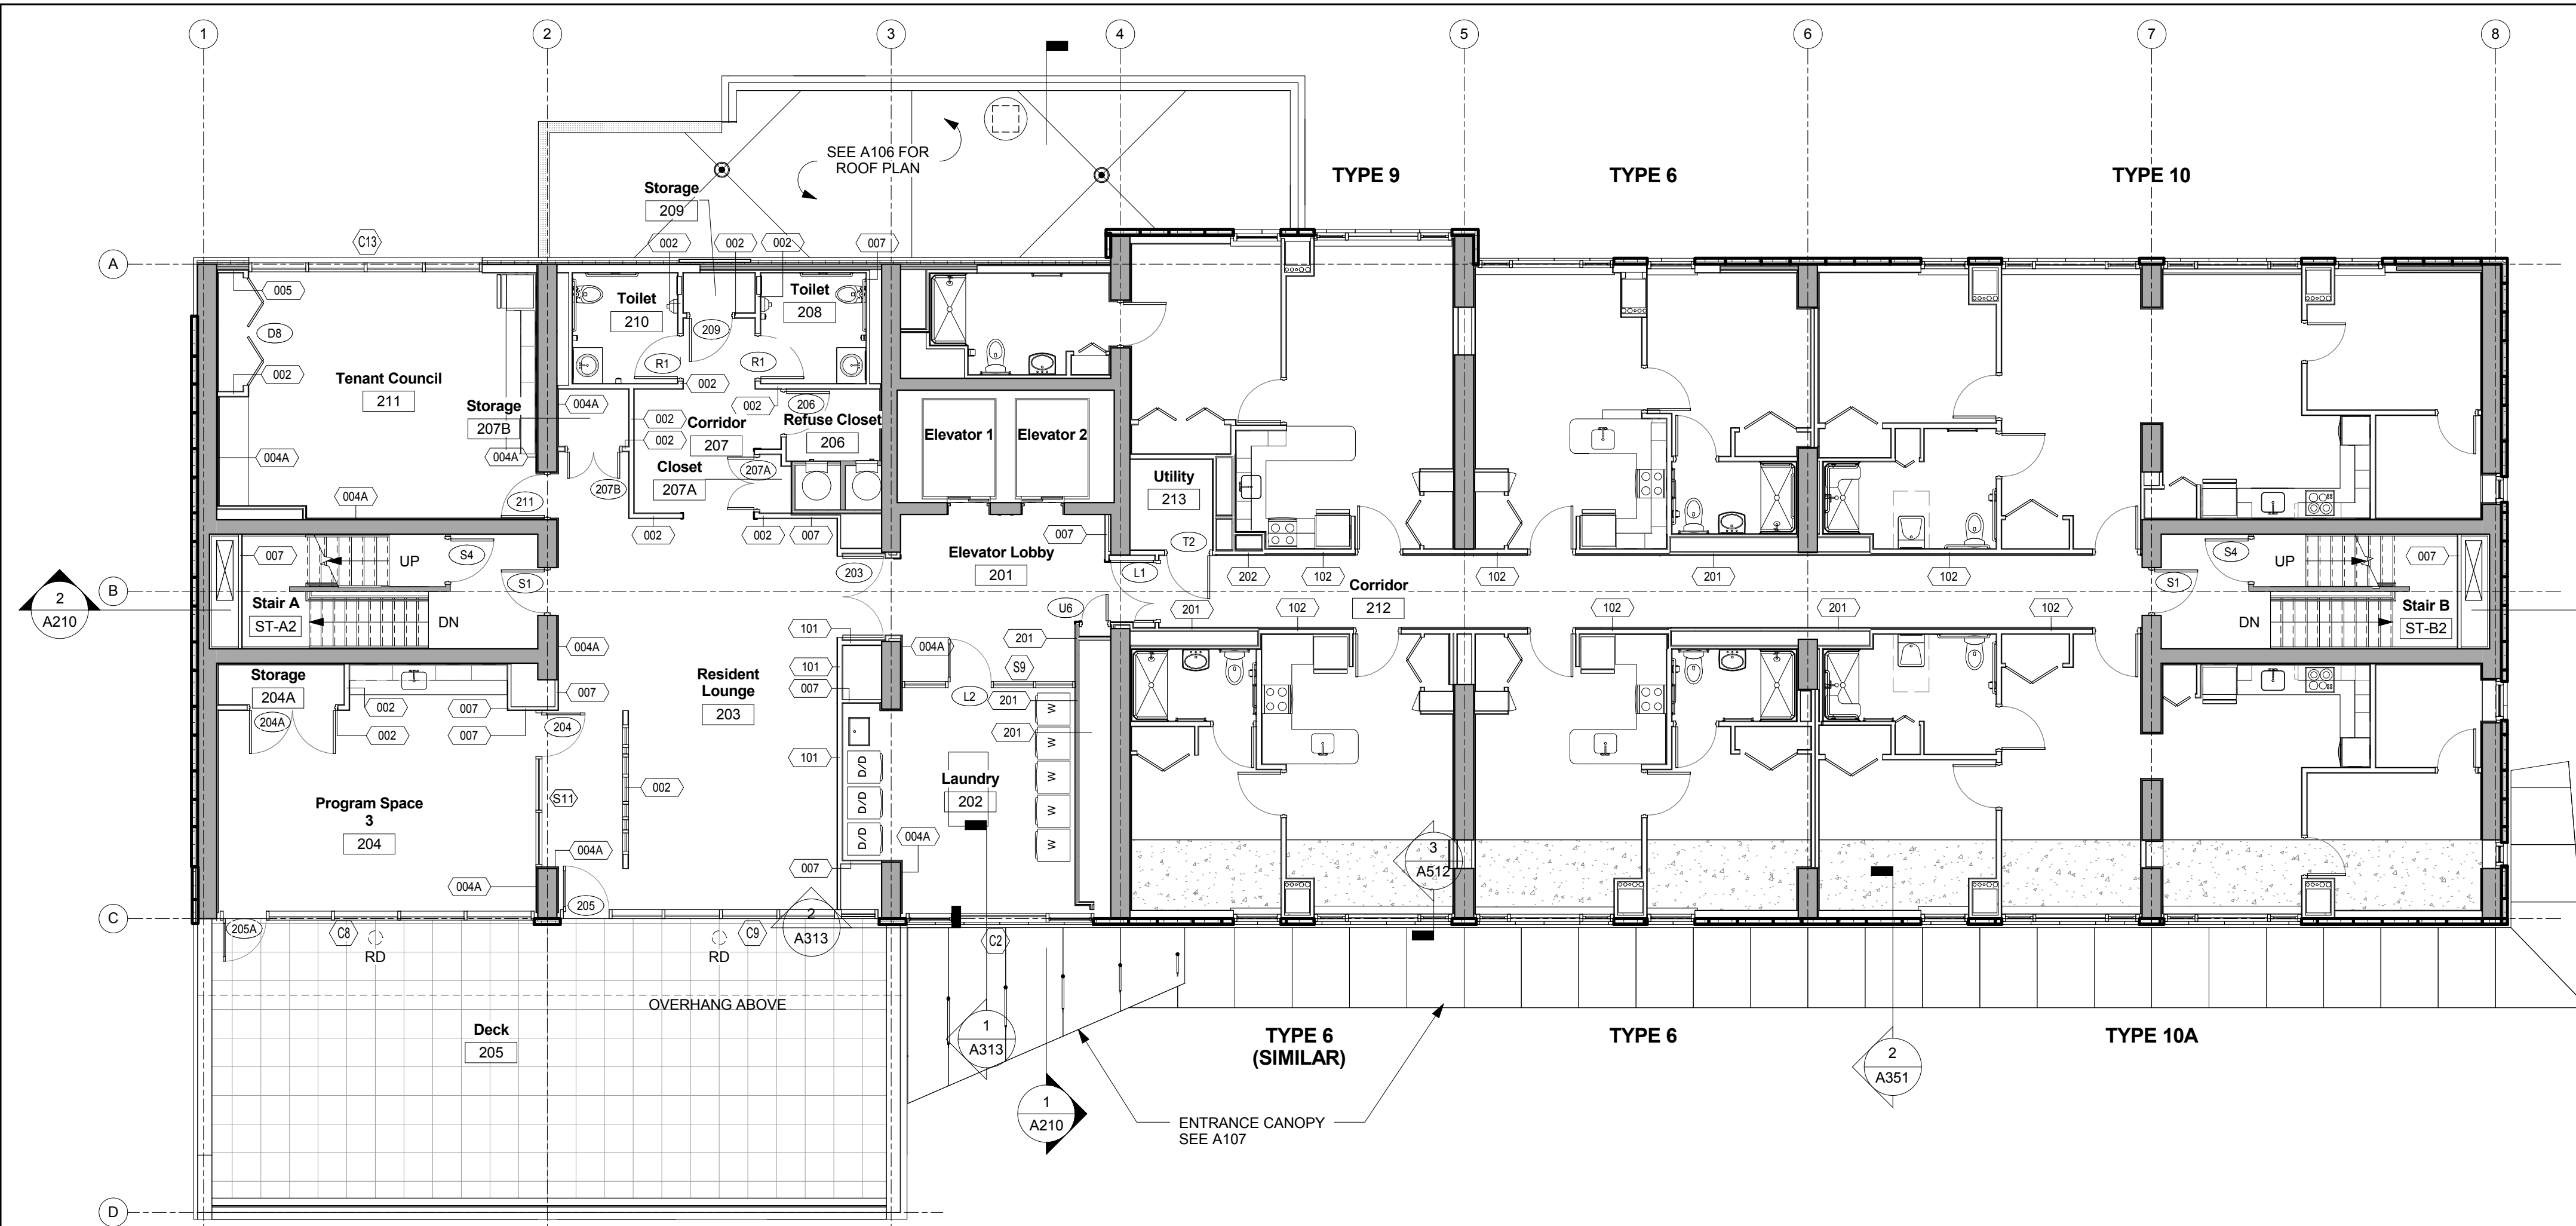 1
2
3
4
5
6
7
8
SEE A106 FOR
ROOF PLAN
TYPE 9
TYPE 6
TYPE 10
Storage
209
C13
002
002
002
007
A
005
Toilet
210
Toilet
208
D8
209
R1
R1
002
002
Tenant Council
211
Storage
207B
004A
002
002
206
Refuse Closet
206
Corridor
207
002
Elevator 1
Elevator 2
004A
004A
Closet
207A
207A
207B
Utility
213
004A
211
002
002
007
007
T2
007
UP
S4
S1
203
Elevator Lobby
201
L1
202
102
Corridor
212
102
201
102
S4
UP
007
S1
B
2
A210
Stair A
ST-A2
DN
U6
201
102
102
201
102
DN
Stair B
ST-B2
101
201
004A
004A
S9
Storage
204A
101
007
Resident
Lounge
203
007
L2
201
002
007
204A
002
007
204
201
W
W
W
W
W
101
D/D
D/D
D/D
Laundry
202
S11
002
Program Space
3
204
004A
004A
3
A512
007
004A
205
C
205A
C8
RD
C9
RD
2
A313
C2
OVERHANG ABOVE
Deck
205
1
A313
TYPE 6
(SIMILAR)
TYPE 6
TYPE 10A
2
A351
1
A210
ENTRANCE CANOPY
SEE A107
D